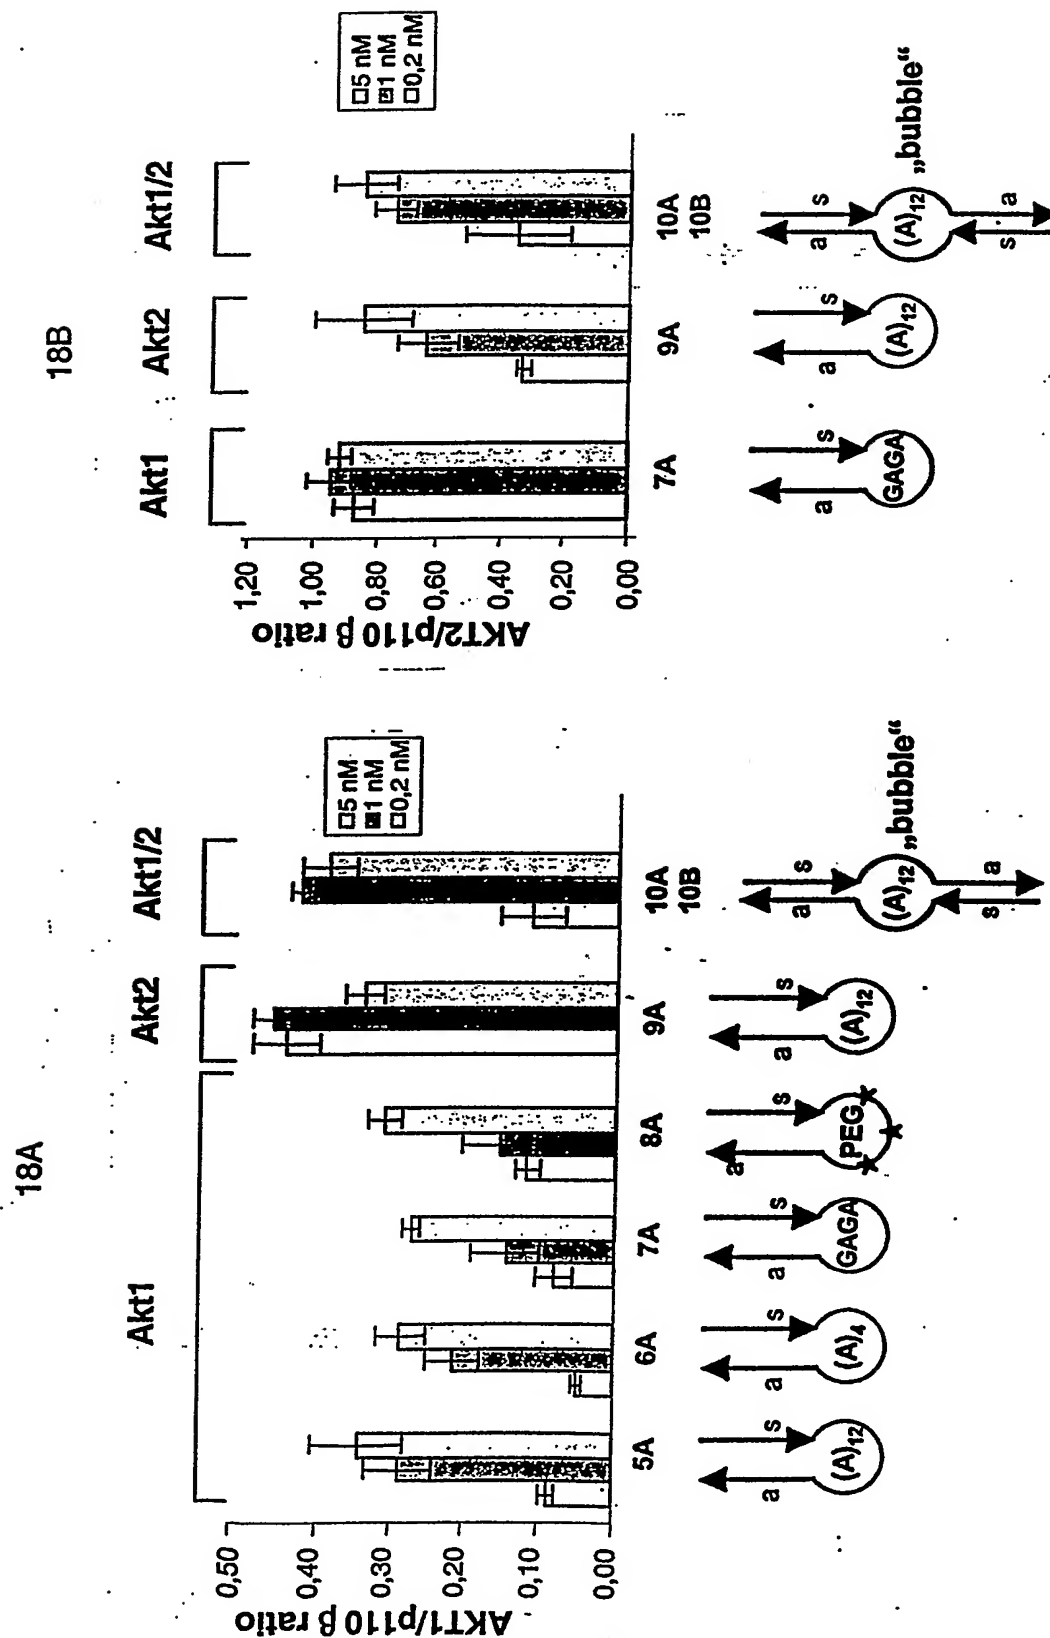 18A
Akt1
Akt2
Akt1/2
AKT1/p110 β ratio
0,50
0,40
0,30
0,20
0,10
0,00
□5 nM
■1 nM
□0,2 nM
5A
6A
7A
8A
9A
10A
10B
a
s
(A)12
a
s
(A)4
a
s
GAGA
a
s
PEG
a
s
(A)12
a
s
(A)12
„bubble“
s
a
18B
Akt1
Akt2
Akt1/2
AKT2/p110 β ratio
1,20
1,00
0,80
0,60
0,40
0,20
0,00
□5 nM
■1 nM
□0,2 nM
7A
9A
10A
10B
a
s
GAGA
a
s
(A)12
a
s
(A)12
„bubble“
s
a